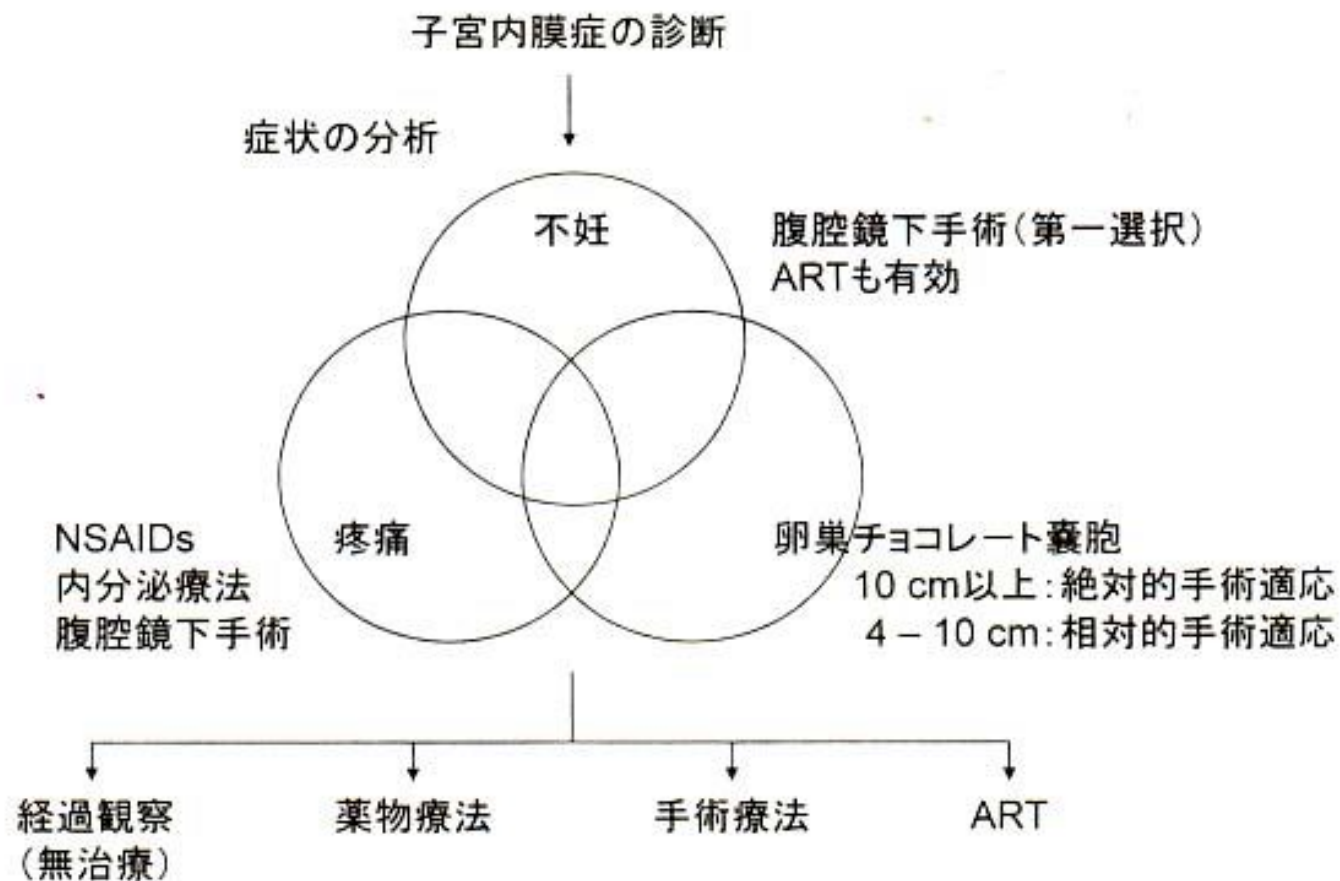 子宮内膜症の診断
症状の分析
不妊
腹腔鏡下手術(第一選択)
ARTも有効
NSAIDs
内分泌療法
腹腔鏡下手術
疼痛
卵巣チョコレート嚢胞
10 cm以上:絶対的手術適応
4 – 10 cm:相対的手術適応
経過観察
(無治療)
薬物療法
手術療法
ART